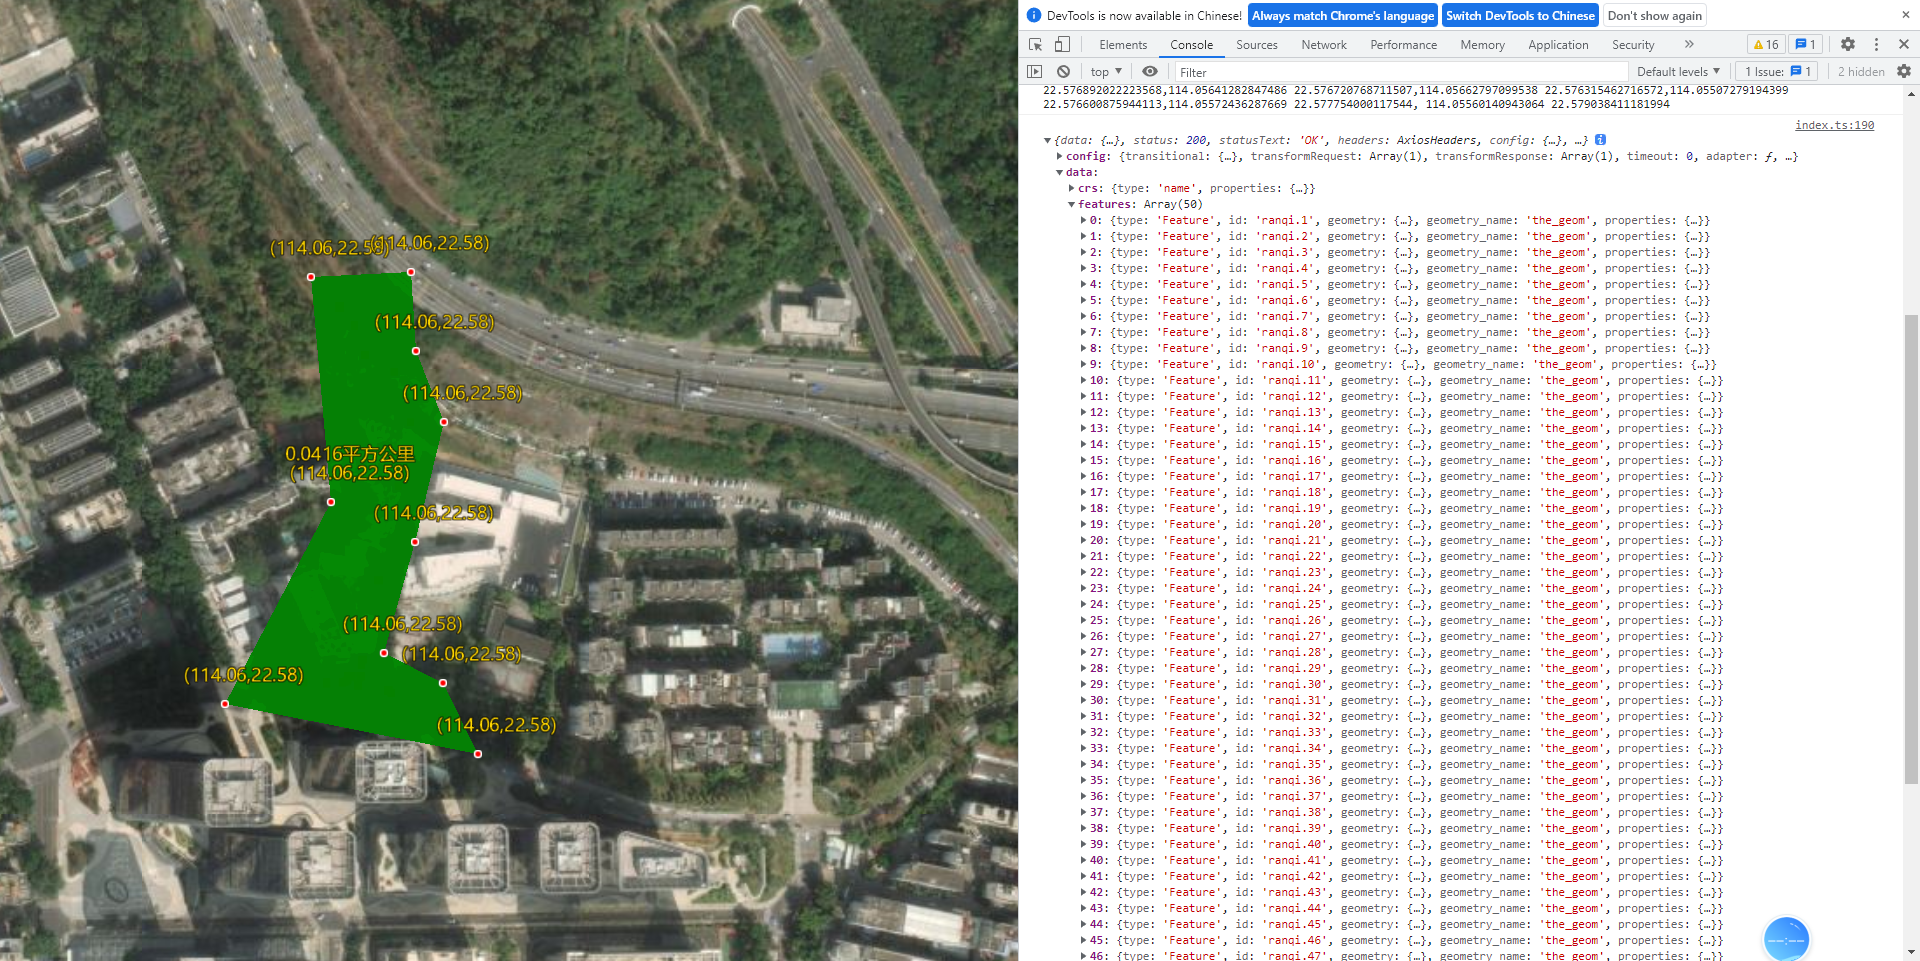 (114.06,22.58)
(114.06,22.58)
(114.06,22.58)
(114.06,22.58)
0.0416平方公里
(114.06,22.58)
(114.06,22.58)
(114.06,22.58)
(114.06,22.58)
(114.06,22.58)
(114.06,22.58)
DevTools is now available in Chinese! Always match Chrome's language Switch DevTools to Chinese Don't show again ×
Elements Console Sources Network Performance Memory Application Security » 16 1
top Filter Default levels 1 Issue: 1 2 hidden
22.576892022223568,114.05641282847486 22.576720768711507,114.05662797099538 22.576315462716572,114.05507279194399
22.576600875944113,114.05572436287669 22.577754000117544, 114.05560140943064 22.579038411181994
index.ts:190
{data: {…}, status: 200, statusText: 'OK', headers: AxiosHeaders, config: {…}, …}
config: {transitional: {…}, transformRequest: Array(1), transformResponse: Array(1), timeout: 0, adapter: ƒ, …}
data:
crs: {type: 'name', properties: {…}}
features: Array(50)
0: {type: 'Feature', id: 'ranqi.1', geometry: {…}, geometry_name: 'the_geom', properties: {…}}
1: {type: 'Feature', id: 'ranqi.2', geometry: {…}, geometry_name: 'the_geom', properties: {…}}
2: {type: 'Feature', id: 'ranqi.3', geometry: {…}, geometry_name: 'the_geom', properties: {…}}
3: {type: 'Feature', id: 'ranqi.4', geometry: {…}, geometry_name: 'the_geom', properties: {…}}
4: {type: 'Feature', id: 'ranqi.5', geometry: {…}, geometry_name: 'the_geom', properties: {…}}
5: {type: 'Feature', id: 'ranqi.6', geometry: {…}, geometry_name: 'the_geom', properties: {…}}
6: {type: 'Feature', id: 'ranqi.7', geometry: {…}, geometry_name: 'the_geom', properties: {…}}
7: {type: 'Feature', id: 'ranqi.8', geometry: {…}, geometry_name: 'the_geom', properties: {…}}
8: {type: 'Feature', id: 'ranqi.9', geometry: {…}, geometry_name: 'the_geom', properties: {…}}
9: {type: 'Feature', id: 'ranqi.10', geometry: {…}, geometry_name: 'the_geom', properties: {…}}
10: {type: 'Feature', id: 'ranqi.11', geometry: {…}, geometry_name: 'the_geom', properties: {…}}
11: {type: 'Feature', id: 'ranqi.12', geometry: {…}, geometry_name: 'the_geom', properties: {…}}
12: {type: 'Feature', id: 'ranqi.13', geometry: {…}, geometry_name: 'the_geom', properties: {…}}
13: {type: 'Feature', id: 'ranqi.14', geometry: {…}, geometry_name: 'the_geom', properties: {…}}
14: {type: 'Feature', id: 'ranqi.15', geometry: {…}, geometry_name: 'the_geom', properties: {…}}
15: {type: 'Feature', id: 'ranqi.16', geometry: {…}, geometry_name: 'the_geom', properties: {…}}
16: {type: 'Feature', id: 'ranqi.17', geometry: {…}, geometry_name: 'the_geom', properties: {…}}
17: {type: 'Feature', id: 'ranqi.18', geometry: {…}, geometry_name: 'the_geom', properties: {…}}
18: {type: 'Feature', id: 'ranqi.19', geometry: {…}, geometry_name: 'the_geom', properties: {…}}
19: {type: 'Feature', id: 'ranqi.20', geometry: {…}, geometry_name: 'the_geom', properties: {…}}
20: {type: 'Feature', id: 'ranqi.21', geometry: {…}, geometry_name: 'the_geom', properties: {…}}
21: {type: 'Feature', id: 'ranqi.22', geometry: {…}, geometry_name: 'the_geom', properties: {…}}
22: {type: 'Feature', id: 'ranqi.23', geometry: {…}, geometry_name: 'the_geom', properties: {…}}
23: {type: 'Feature', id: 'ranqi.24', geometry: {…}, geometry_name: 'the_geom', properties: {…}}
24: {type: 'Feature', id: 'ranqi.25', geometry: {…}, geometry_name: 'the_geom', properties: {…}}
25: {type: 'Feature', id: 'ranqi.26', geometry: {…}, geometry_name: 'the_geom', properties: {…}}
26: {type: 'Feature', id: 'ranqi.27', geometry: {…}, geometry_name: 'the_geom', properties: {…}}
27: {type: 'Feature', id: 'ranqi.28', geometry: {…}, geometry_name: 'the_geom', properties: {…}}
28: {type: 'Feature', id: 'ranqi.29', geometry: {…}, geometry_name: 'the_geom', properties: {…}}
29: {type: 'Feature', id: 'ranqi.30', geometry: {…}, geometry_name: 'the_geom', properties: {…}}
30: {type: 'Feature', id: 'ranqi.31', geometry: {…}, geometry_name: 'the_geom', properties: {…}}
31: {type: 'Feature', id: 'ranqi.32', geometry: {…}, geometry_name: 'the_geom', properties: {…}}
32: {type: 'Feature', id: 'ranqi.33', geometry: {…}, geometry_name: 'the_geom', properties: {…}}
33: {type: 'Feature', id: 'ranqi.34', geometry: {…}, geometry_name: 'the_geom', properties: {…}}
34: {type: 'Feature', id: 'ranqi.35', geometry: {…}, geometry_name: 'the_geom', properties: {…}}
35: {type: 'Feature', id: 'ranqi.36', geometry: {…}, geometry_name: 'the_geom', properties: {…}}
36: {type: 'Feature', id: 'ranqi.37', geometry: {…}, geometry_name: 'the_geom', properties: {…}}
37: {type: 'Feature', id: 'ranqi.38', geometry: {…}, geometry_name: 'the_geom', properties: {…}}
38: {type: 'Feature', id: 'ranqi.39', geometry: {…}, geometry_name: 'the_geom', properties: {…}}
39: {type: 'Feature', id: 'ranqi.40', geometry: {…}, geometry_name: 'the_geom', properties: {…}}
40: {type: 'Feature', id: 'ranqi.41', geometry: {…}, geometry_name: 'the_geom', properties: {…}}
41: {type: 'Feature', id: 'ranqi.42', geometry: {…}, geometry_name: 'the_geom', properties: {…}}
42: {type: 'Feature', id: 'ranqi.43', geometry: {…}, geometry_name: 'the_geom', properties: {…}}
43: {type: 'Feature', id: 'ranqi.44', geometry: {…}, geometry_name: 'the_geom', properties: {…}}
44: {type: 'Feature', id: 'ranqi.45', geometry: {…}, geometry_name: 'the_geom', properties: {…}}
45: {type: 'Feature', id: 'ranqi.46', geometry: {…}, geometry_name: 'the_geom', properties: {…}}
46: {type: 'Feature', id: 'ranqi.47', geometry: {…}, geometry_name: 'the_geom', properties: {…}}
--:--